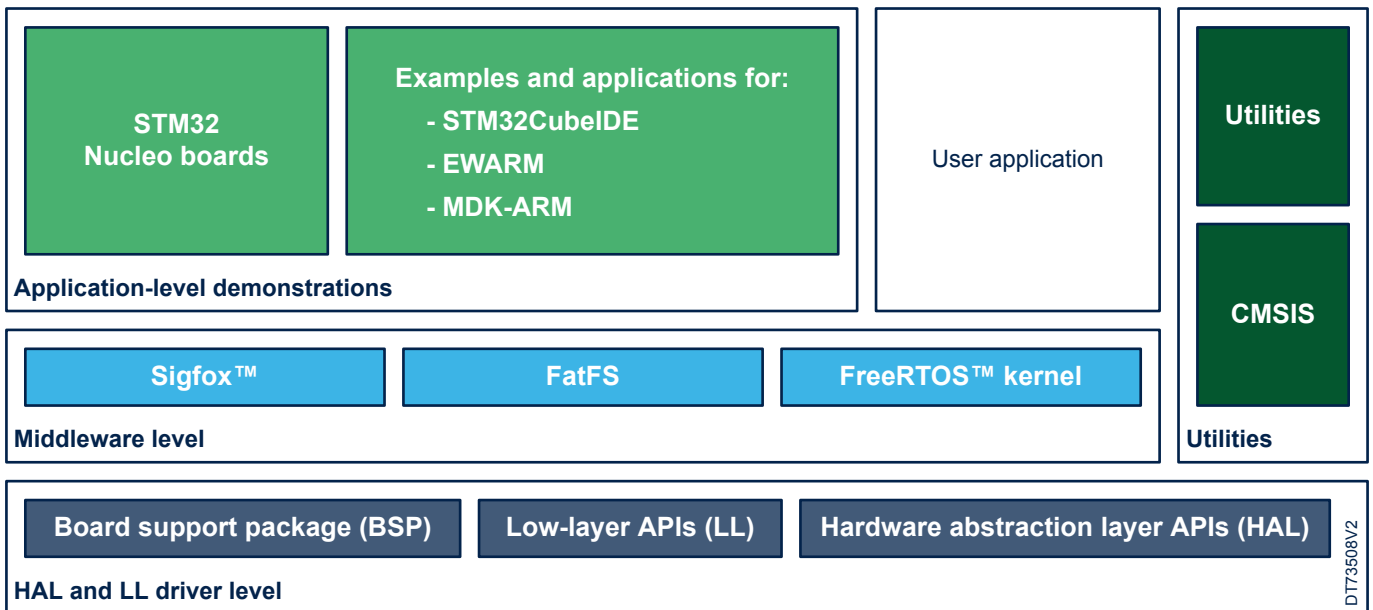 STM32
Nucleo boards
Examples and applications for:
- STM32CubeIDE
- EWARM
- MDK-ARM
Application-level demonstrations
User application
Utilities
CMSIS
Utilities
Sigfox™
FatFS
FreeRTOS™ kernel
Middleware level
Board support package (BSP)
Low-layer APIs (LL)
Hardware abstraction layer APIs (HAL)
HAL and LL driver level
DT73508V2